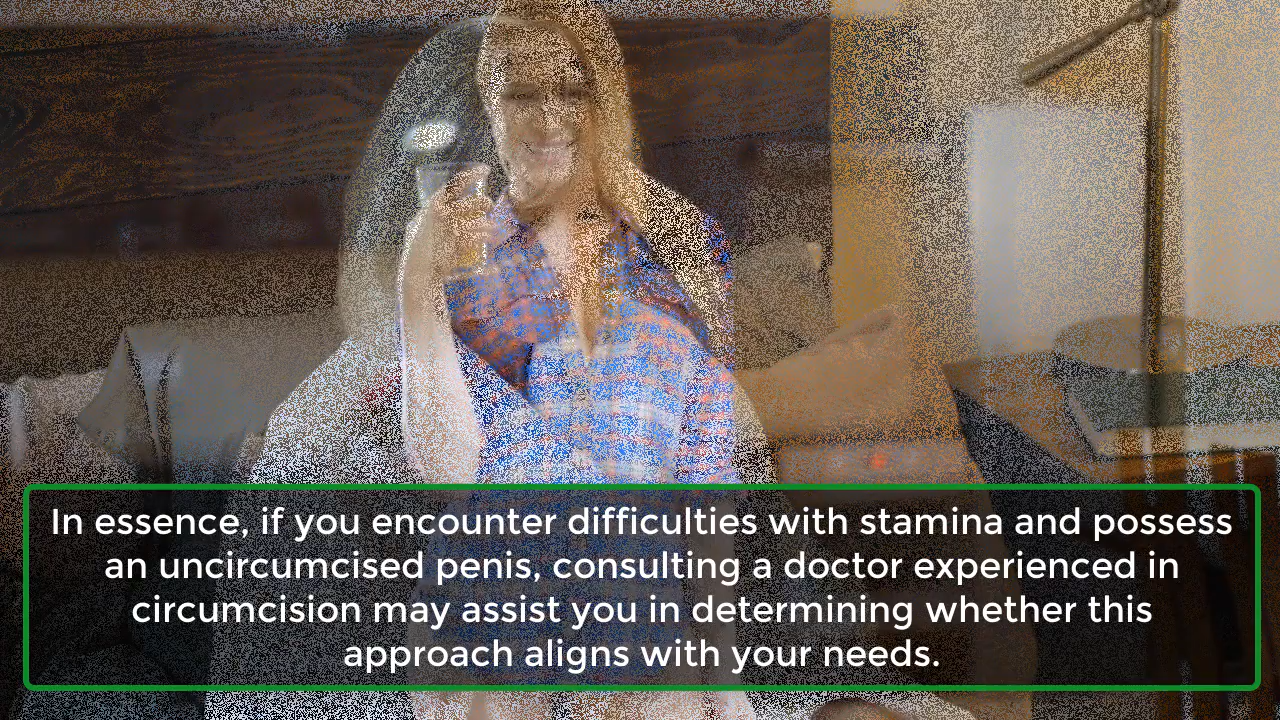 In essence, if you encounter difficulties with stamina and possess
an uncircumcised penis, consulting a doctor experienced in
circumcision may assist you in determining whether this
approach aligns with your needs.